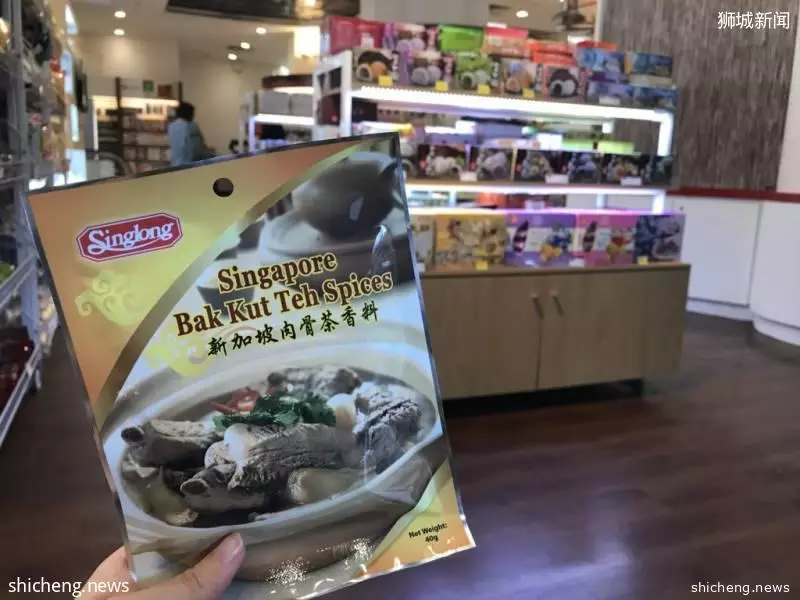 狮城新闻
Singlong
Singapore
Bak Kut Teh Spices
新加坡肉骨茶香料
Net Weight:
40g
shicheng.news
shicheng.news